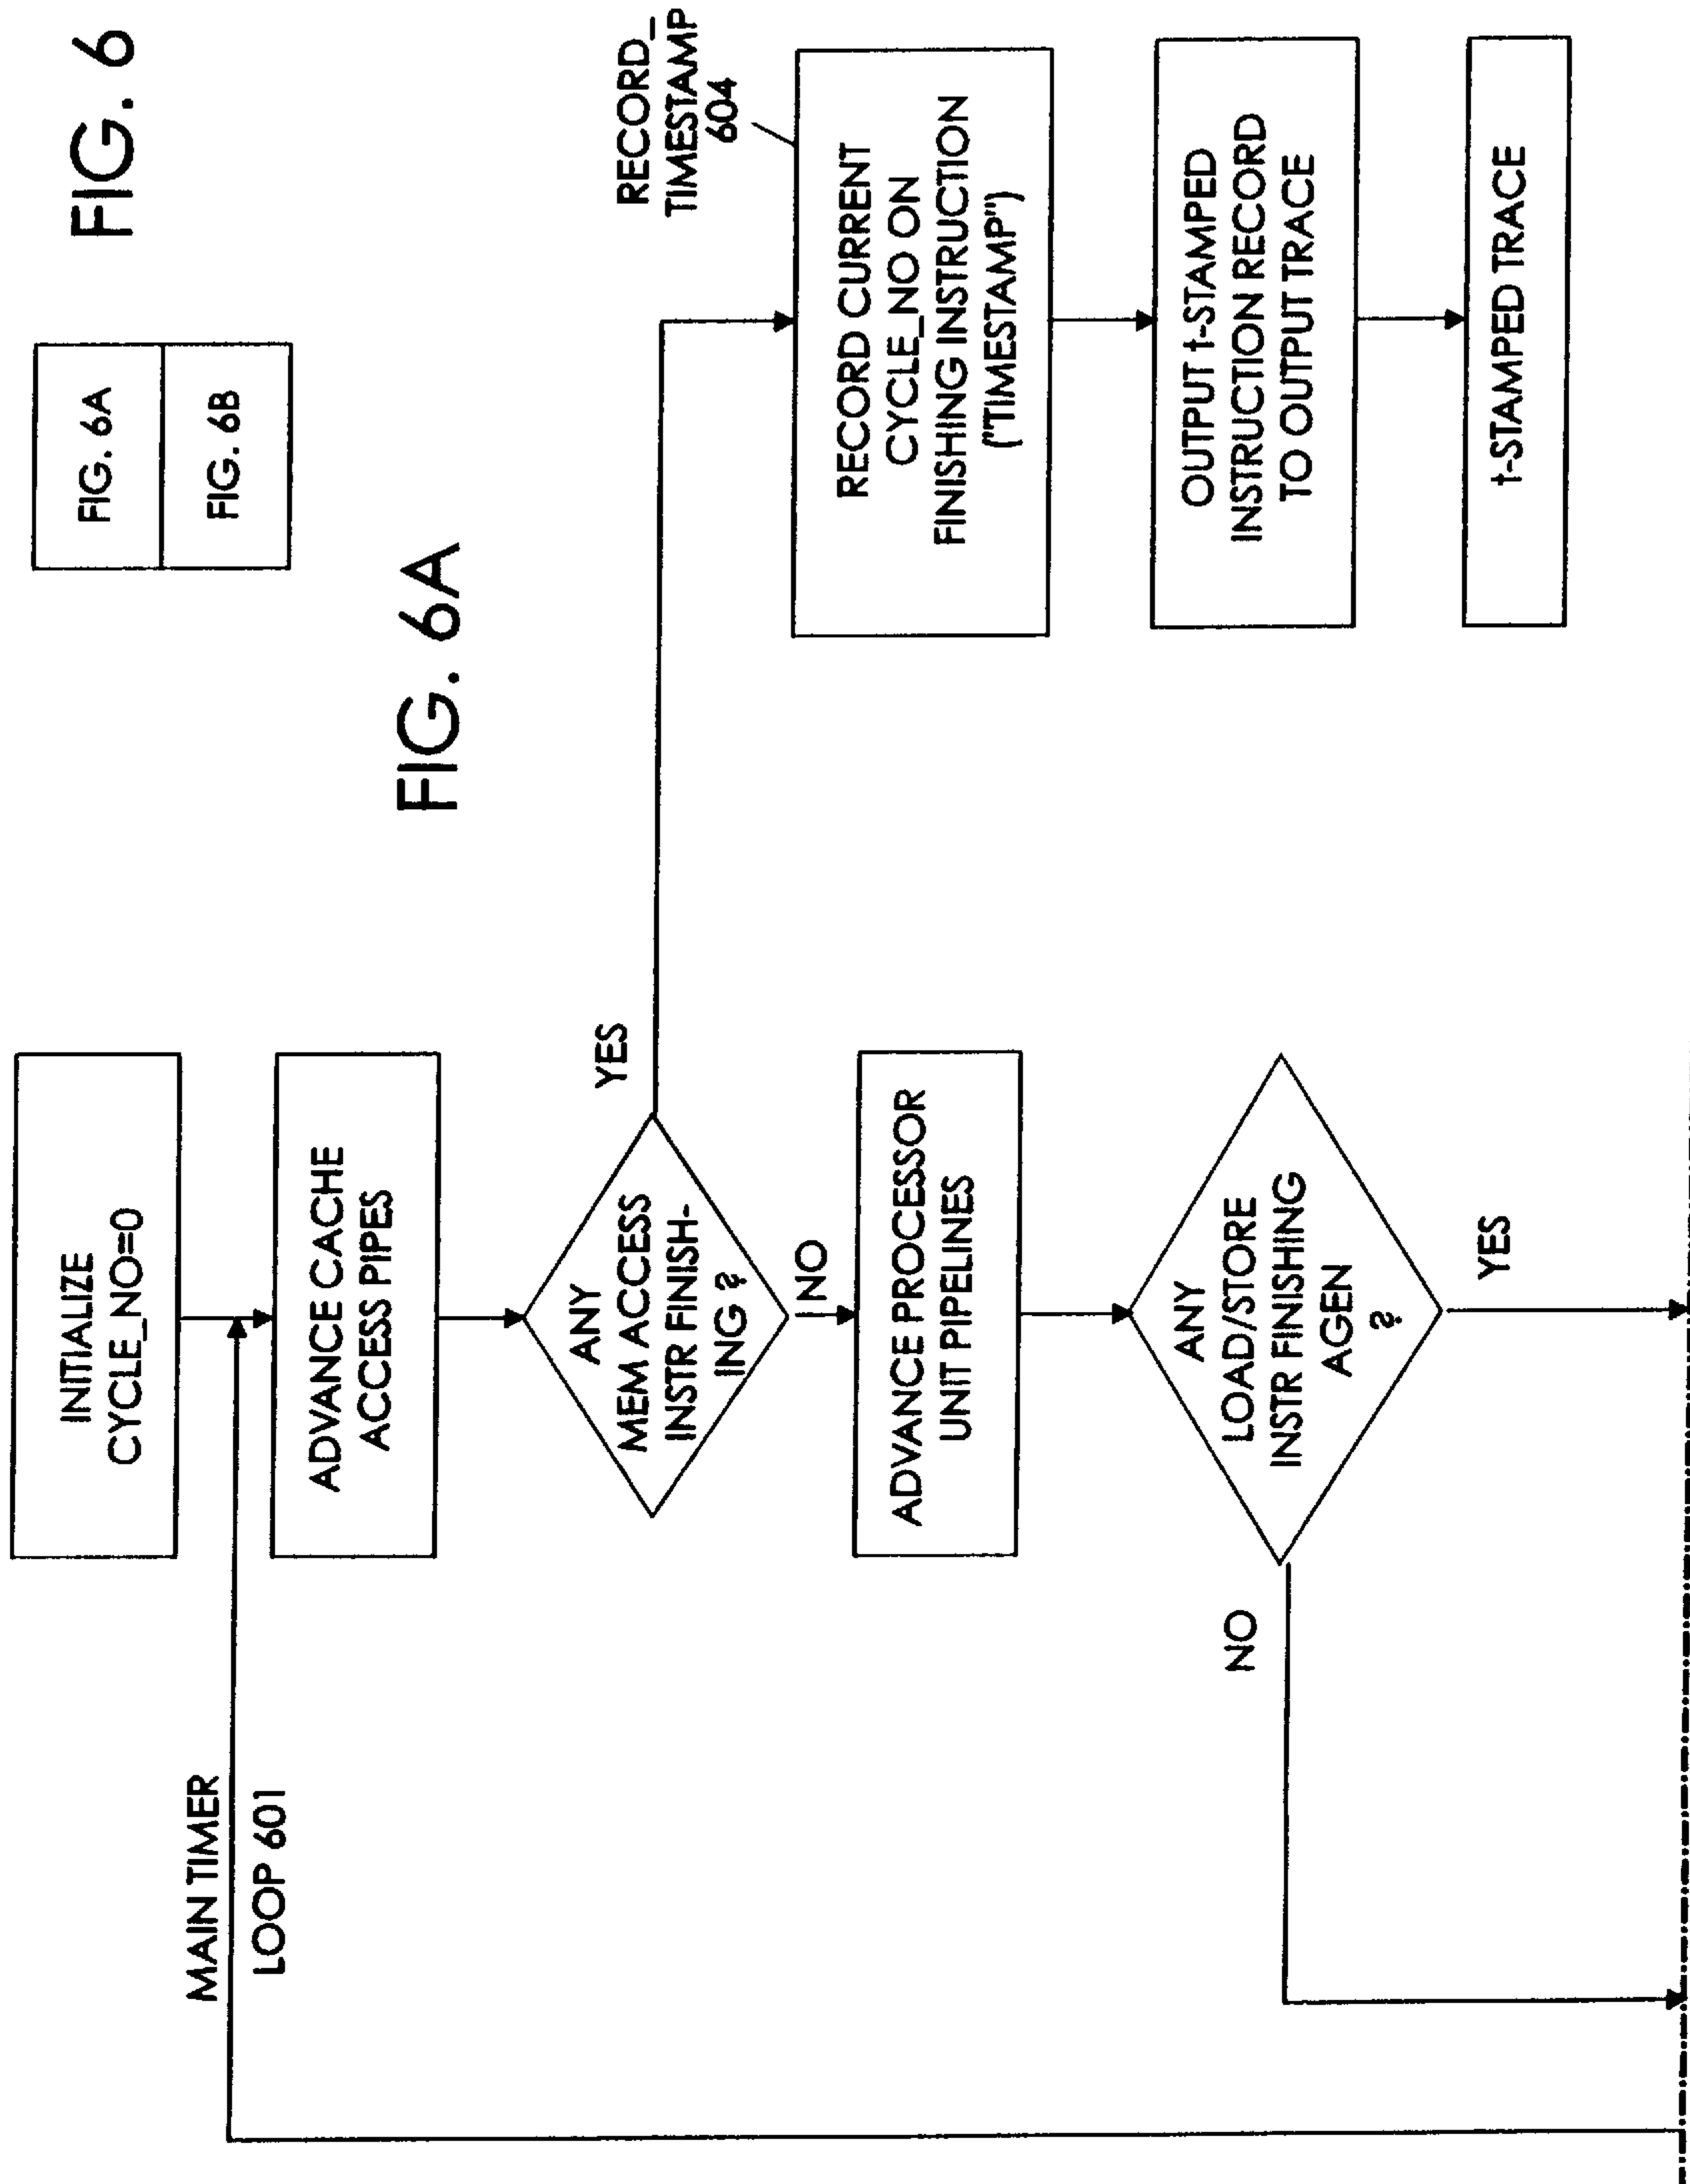 FIG. 6
FIG. 6A
FIG. 6B
FIG. 6A
INITIALIZE
CYCLE_NO=0
MAIN TIMER
LOOP 601
ADVANCE CACHE
ACCESS PIPES
ANY
MEM ACCESS
INSTR FINISH-
ING ?
YES
NO
RECORD_
TIMESTAMP
604
RECORD CURRENT
CYCLE_NO ON
FINISHING INSTRUCTION
("TIMESTAMP")
OUTPUT t-STAMPED
INSTRUCTION RECORD
TO OUTPUT TRACE
t-STAMPED TRACE
ADVANCE PROCESSOR
UNIT PIPELINES
ANY
LOAD/STORE
INSTR FINISHING
AGEN
?
NO
YES